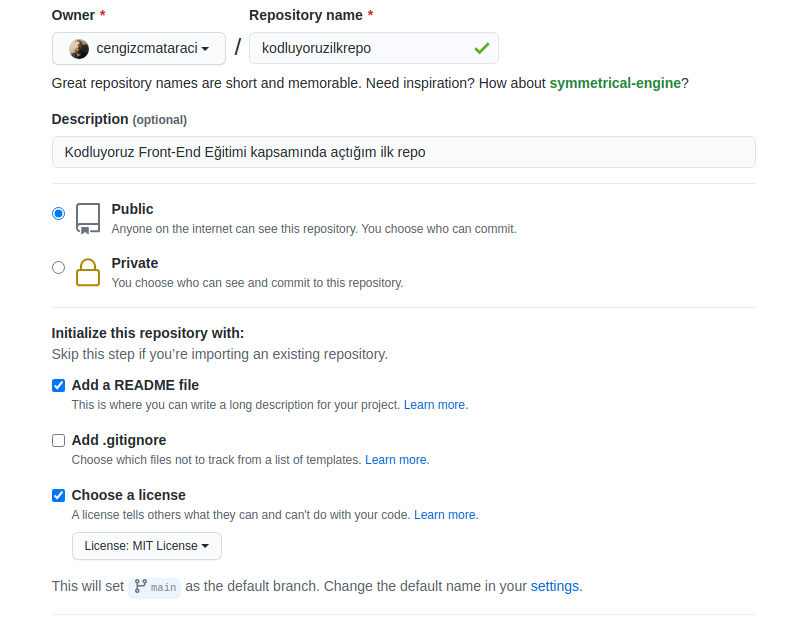 Owner * Repository name *
cengizcmataraci / kodluyoruzilkrepo
Great repository names are short and memorable. Need inspiration? How about symmetrical-engine?
Description (optional)
Kodluyoruz Front-End Eğitimi kapsamında açtığım ilk repo
Public
Anyone on the internet can see this repository. You choose who can commit.
Private
You choose who can see and commit to this repository.
Initialize this repository with:
Skip this step if you’re importing an existing repository.
Add a README file
This is where you can write a long description for your project. Learn more.
Add .gitignore
Choose which files not to track from a list of templates. Learn more.
Choose a license
A license tells others what they can and can't do with your code. Learn more.
License: MIT License
This will set main as the default branch. Change the default name in your settings.